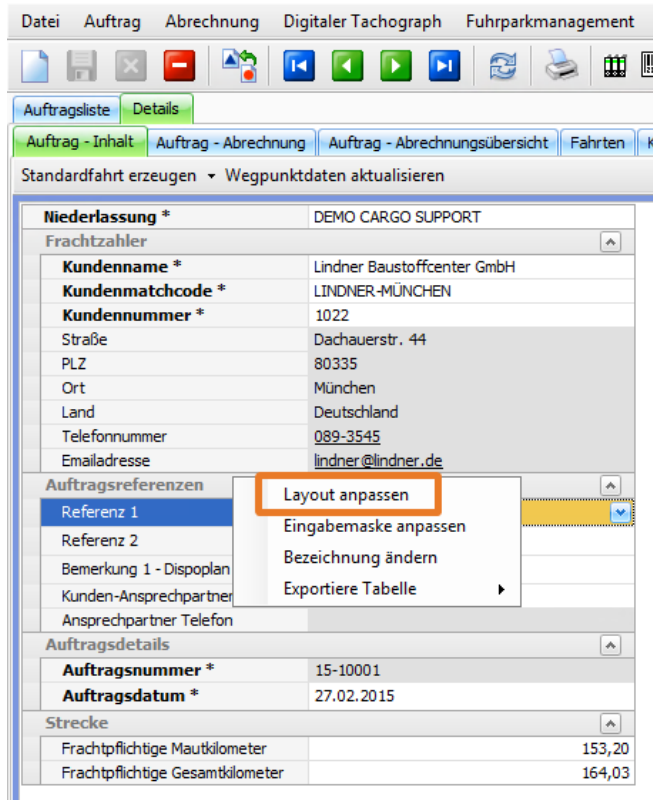 Datei Auftrag Abrechnung Digitaler Tachograph Fuhrparkmanagement
Auftragsliste Details
Auftrag - Inhalt Auftrag - Abrechnung Auftrag - Abrechnungsübersicht Fahrten
Standardfahrt erzeugen Wegpunktdaten aktualisieren
Niederlassung * DEMO CARGO SUPPORT
Frachtzahler
Kundenname * Lindner Baustoffcenter GmbH
Kundenmatchcode * LINDNER-MÜNCHEN
Kundennummer * 1022
Straße Dachauerstr. 44
PLZ 80335
Ort München
Land Deutschland
Telefonnummer 089-3545
Emailadresse lindner@lindner.de
Auftragsreferenzen
Layout anpassen
Referenz 1
Eingabemaske anpassen
Referenz 2
Bezeichnung ändern
Bemerkung 1 - Dispoplan
Exportiere Tabelle
Kunden-Ansprechpartner
Ansprechpartner Telefon
Auftragsdetails
Auftragsnummer * 15-10001
Auftragsdatum * 27.02.2015
Strecke
Frachtpflichtige Mautkilometer 153,20
Frachtpflichtige Gesamtkilometer 164,03